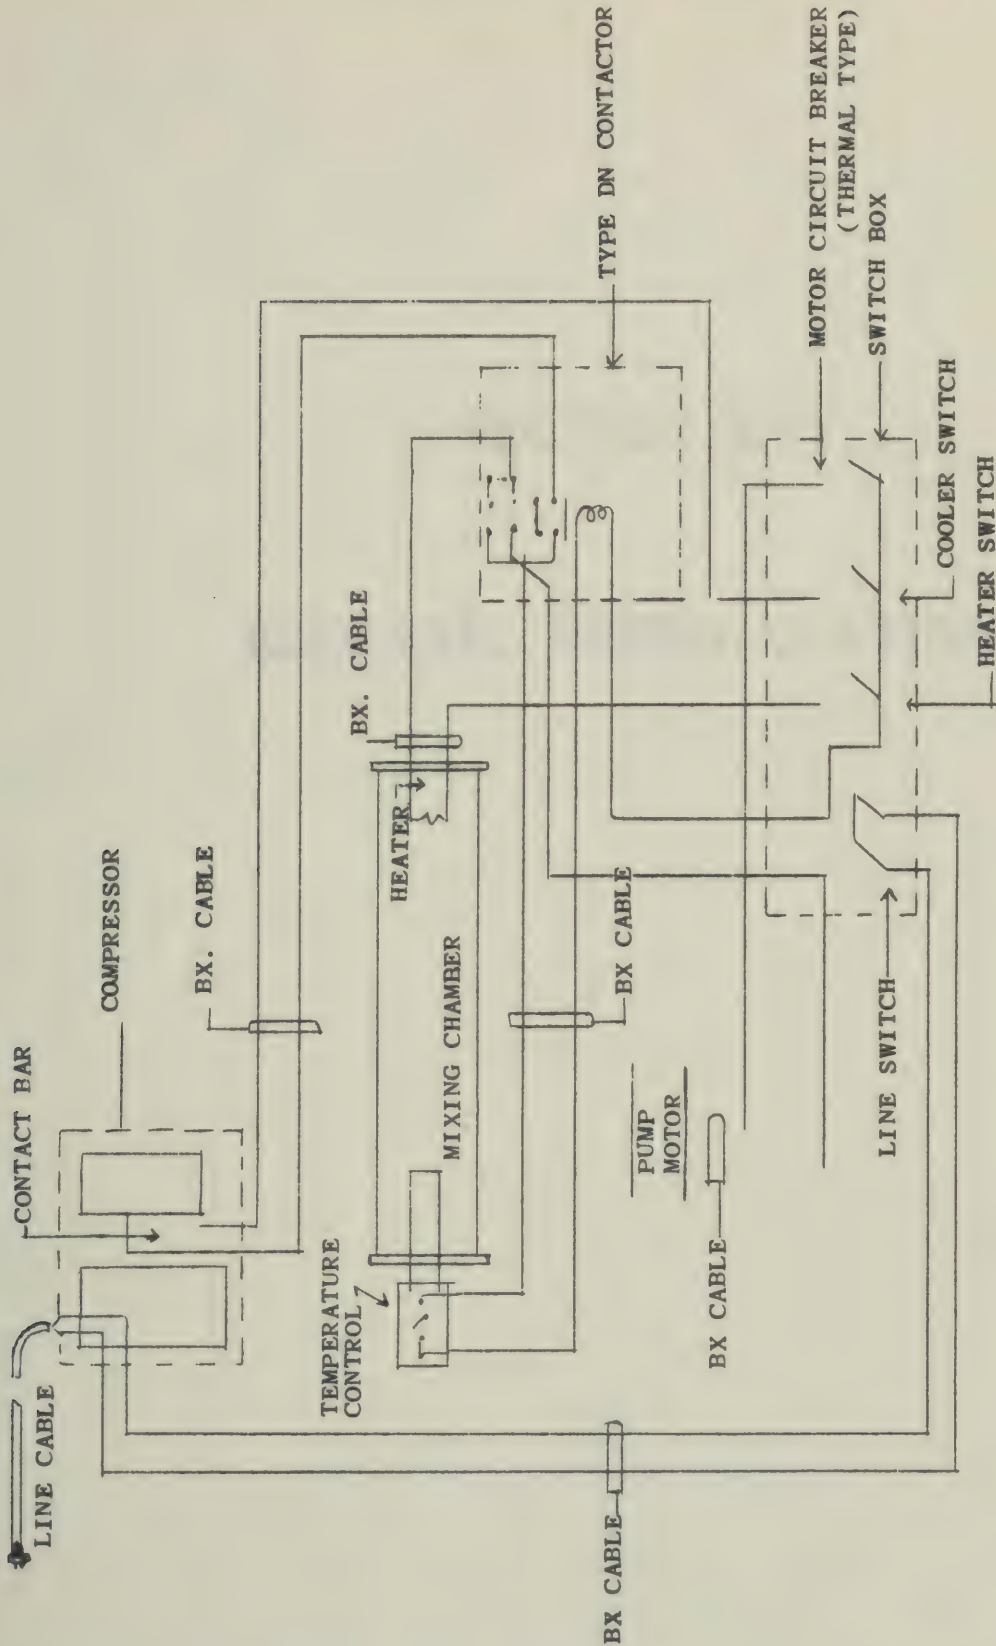 LINE CABLE
CONTACT BAR
COMPRESSOR
BX. CABLE
TEMPERATURE
CONTROL
MIXING CHAMBER
HEATER
BX. CABLE
TYPE DN CONTACTOR
BX CABLE
BX CABLE
BX CABLE
PUMP
MOTOR
LINE SWITCH
MOTOR CIRCUIT BREAKER
(THERMAL TYPE)
SWITCH BOX
COOLER SWITCH
HEATER SWITCH